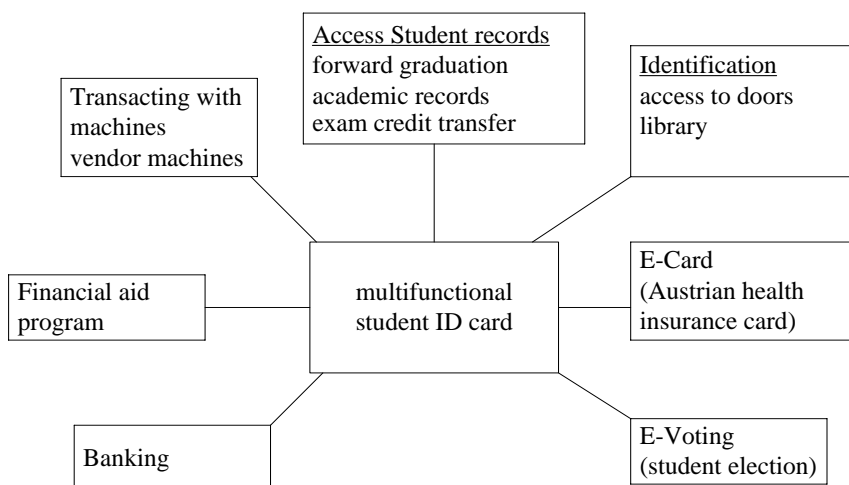 Access Student records
forward graduation
academic records
exam credit transfer
Identification
access to doors
library
Transacting with
machines
vendor machines
multifunctional
student ID card
E-Card
(Austrian health
insurance card)
Financial aid
program
E-Voting
(student election)
Banking